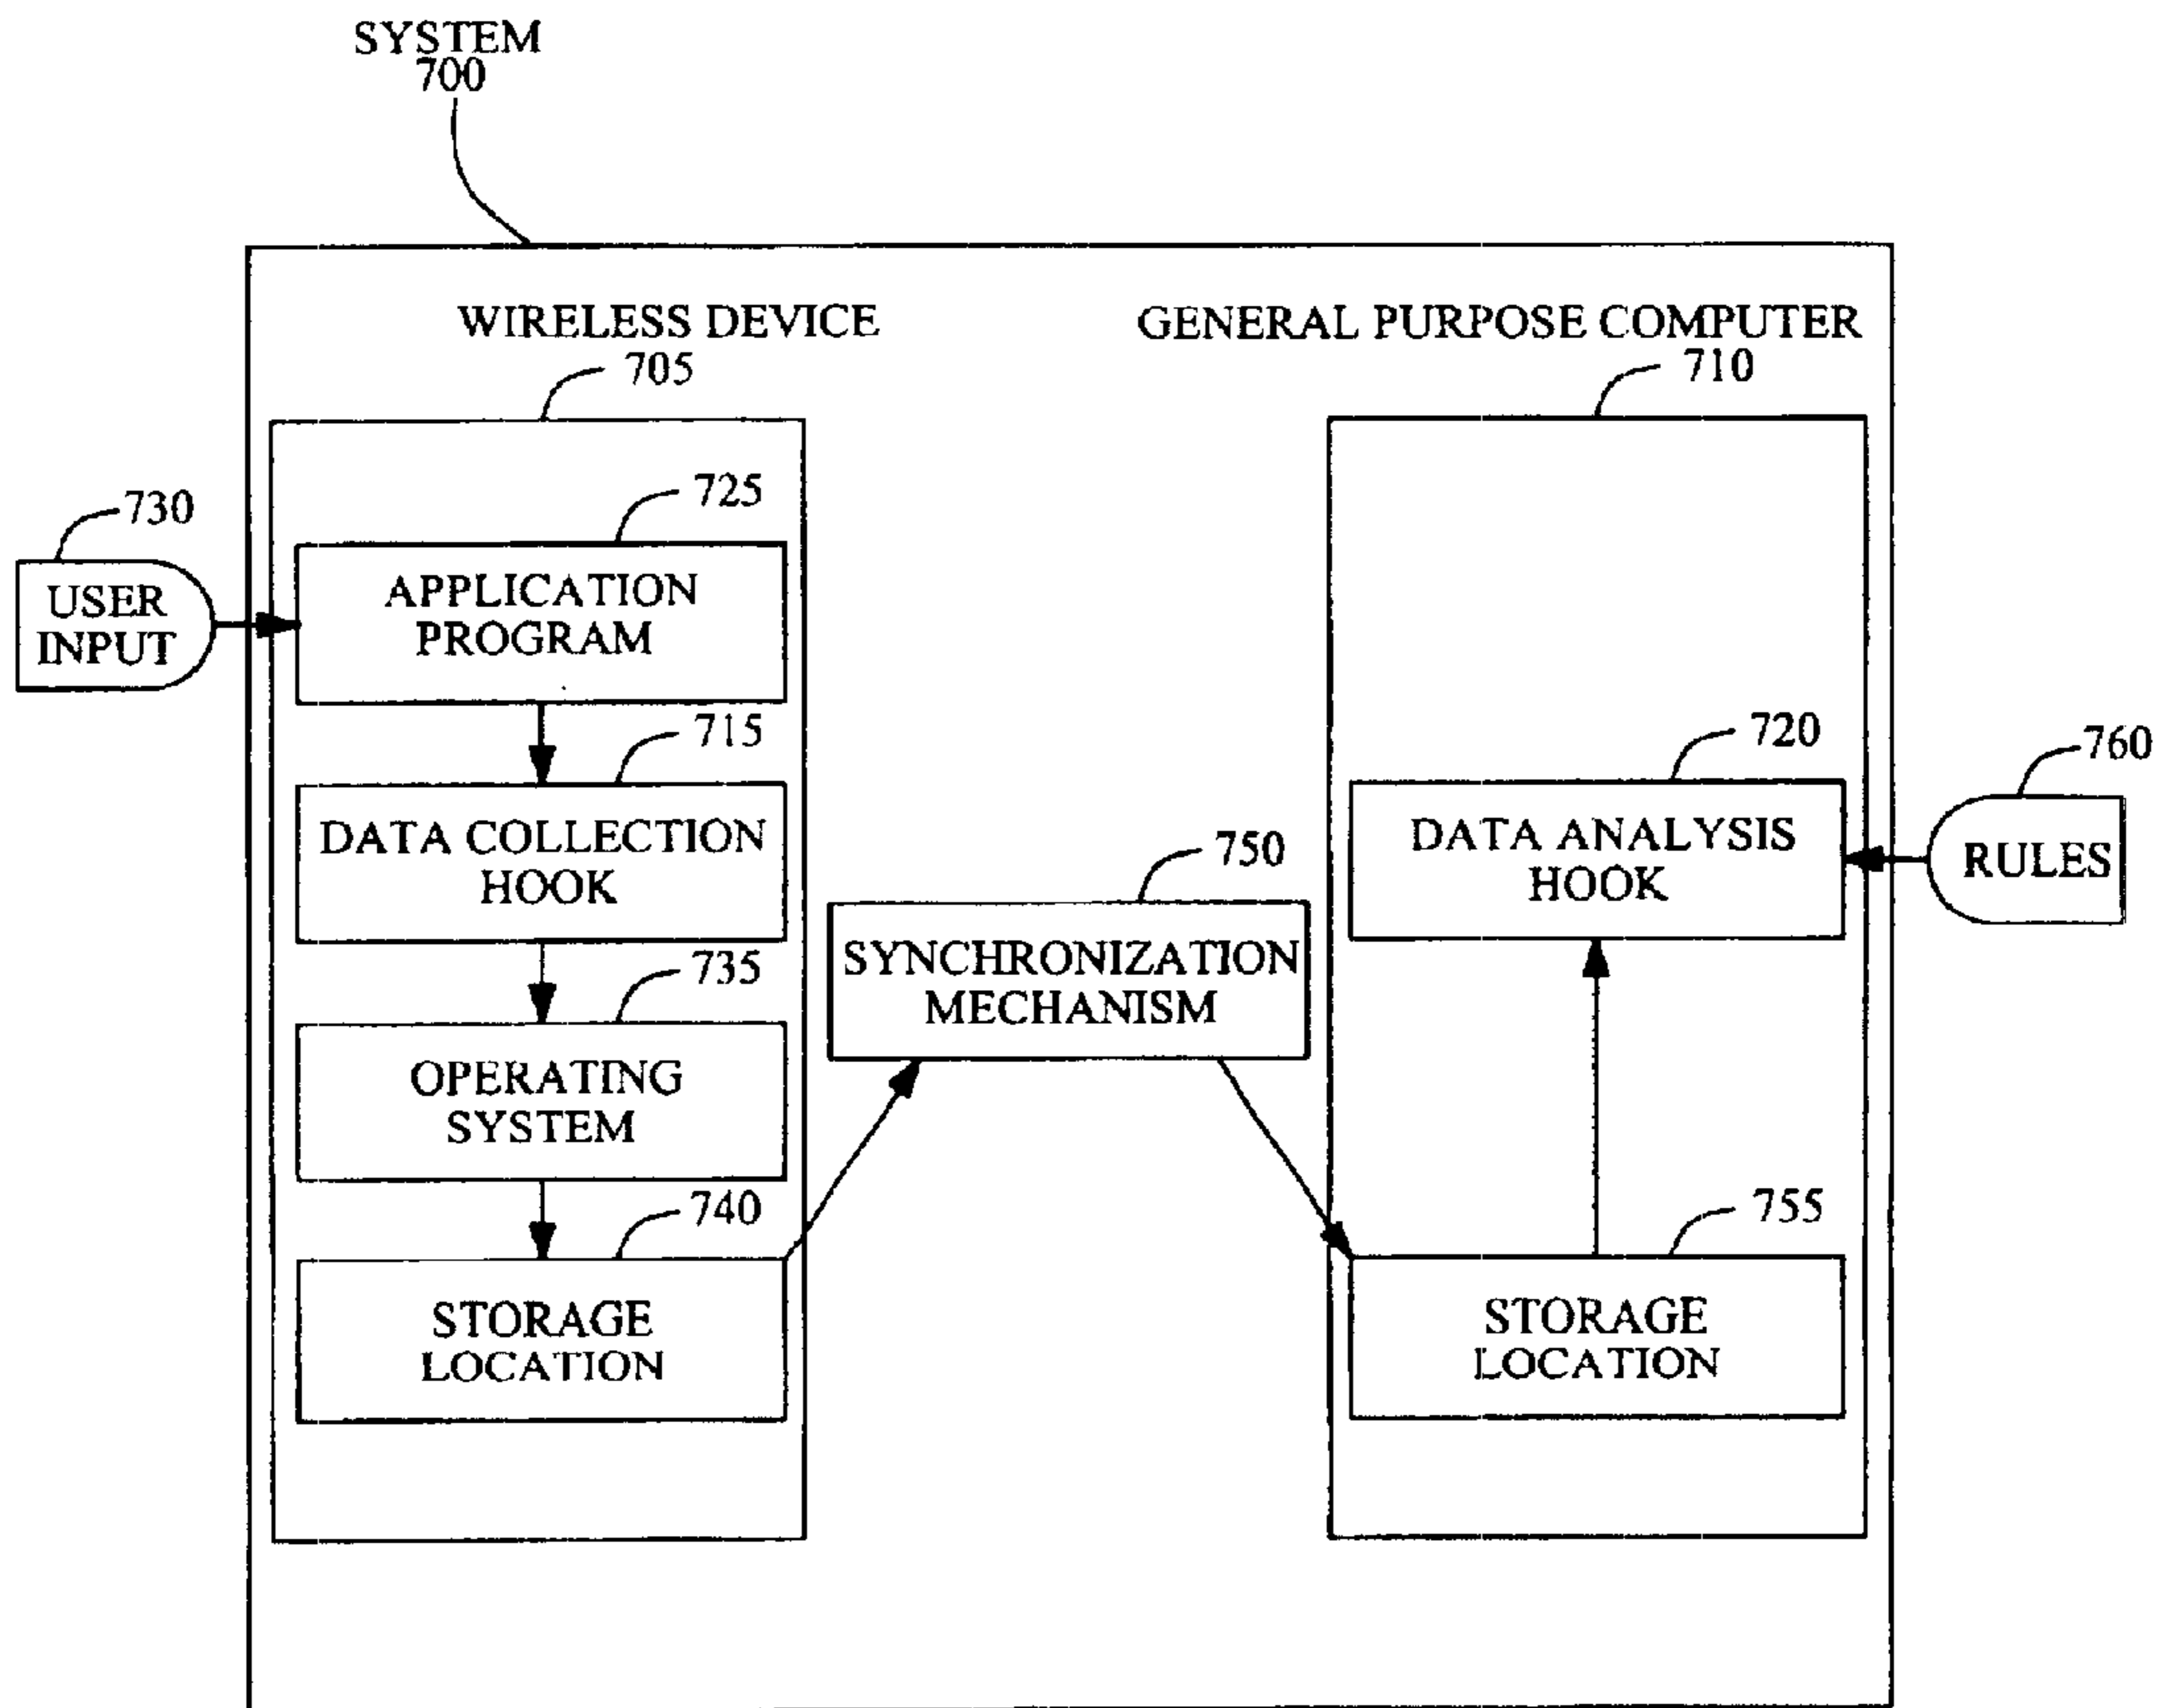 SYSTEM
700
WIRELESS DEVICE
705
GENERAL PURPOSE COMPUTER
710
730
USER
INPUT
725
APPLICATION
PROGRAM
715
DATA COLLECTION
HOOK
735
OPERATING
SYSTEM
740
STORAGE
LOCATION
750
SYNCHRONIZATION
MECHANISM
720
DATA ANALYSIS
HOOK
760
RULES
755
STORAGE
LOCATION